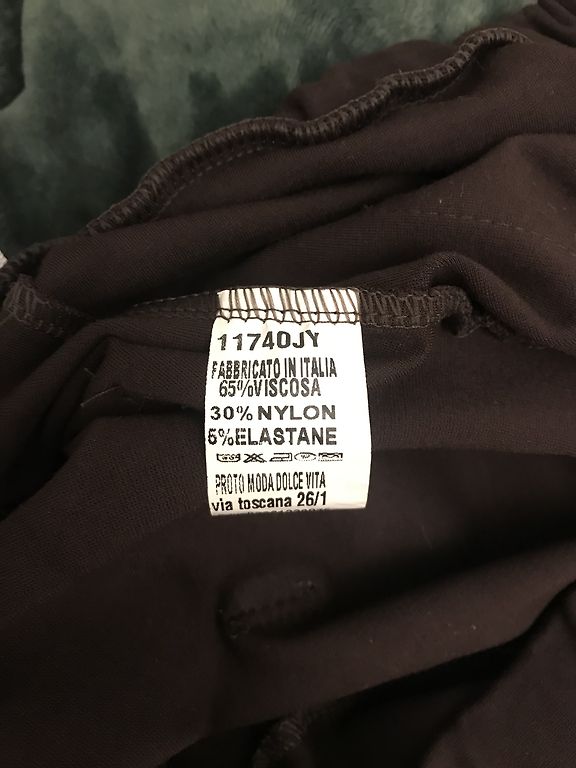 11740JY
FABBRICATO IN ITALIA
65%VISCOSA
30%NYLON
5%ELASTANE
PROTO MODA DOLCE VITA
via toscana 26/1